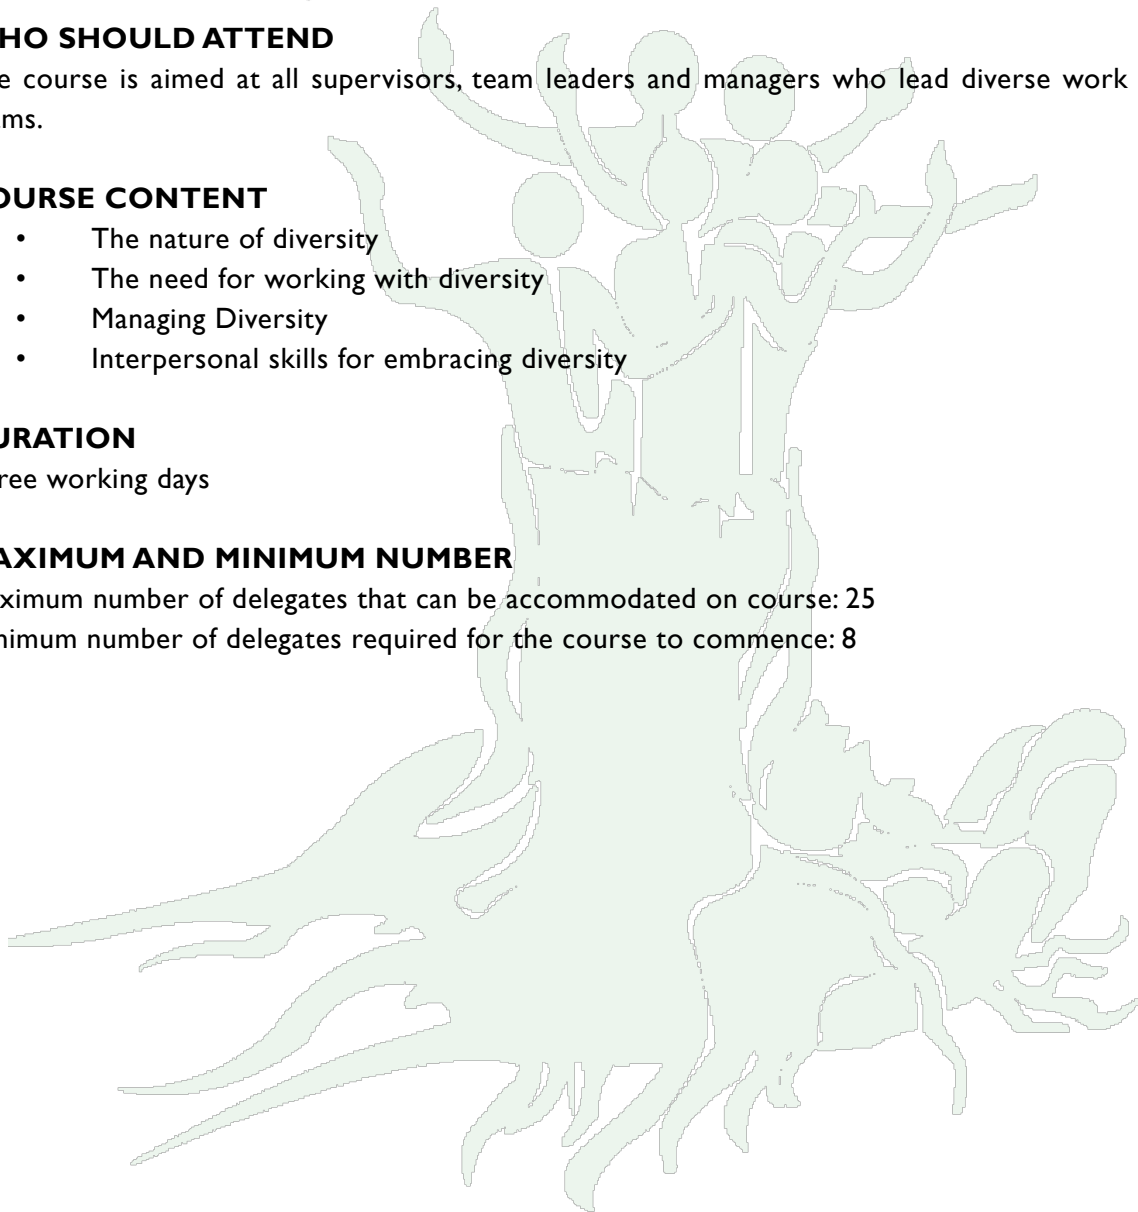 HO SHOULD ATTEND
e course is aimed at all supervisors, team leaders and managers who lead diverse work
ms.
OURSE CONTENT
• The nature of diversity
• The need for working with diversity
• Managing Diversity
• Interpersonal skills for embracing diversity
URATION
ree working days
AXIMUM AND MINIMUM NUMBER
ximum number of delegates that can be accommodated on course: 25
nimum number of delegates required for the course to commence: 8